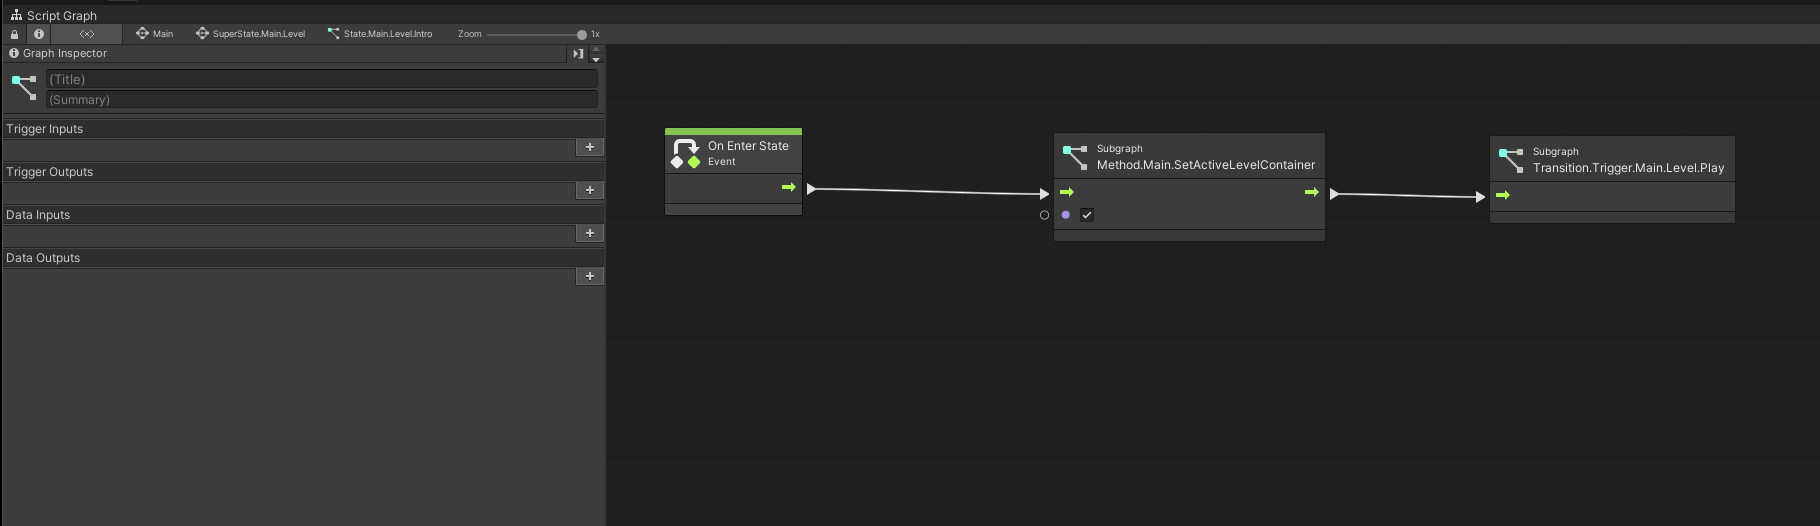 Script Graph
Main
SuperState.Main.Level
State.Main.Level.Intro
Zoom
1x
Graph Inspector
(Title)
(Summary)
Trigger Inputs
Trigger Outputs
Data Inputs
Data Outputs
On Enter State
Event
Subgraph
Method.Main.SetActiveLevelContainer
Subgraph
Transition.Trigger.Main.Level.Play